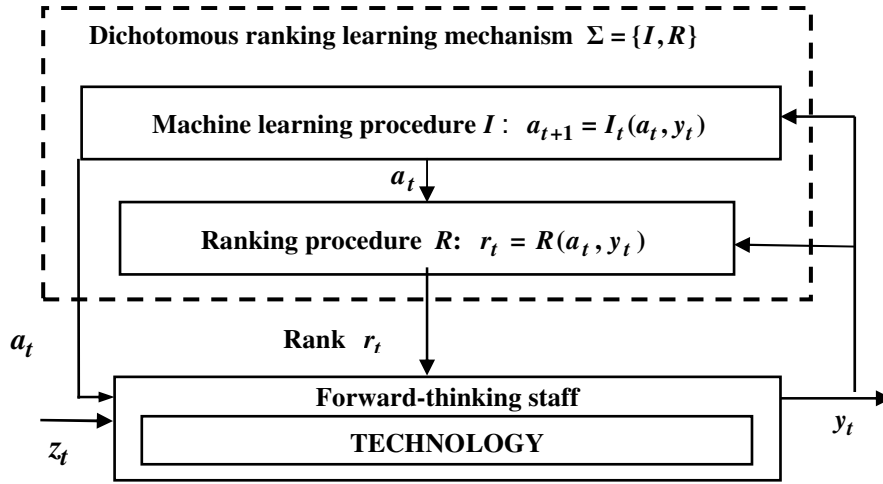 Dichotomous ranking learning mechanism Σ = {I, R}
Machine learning procedure I : a_{t+1} = I_t(a_t, y_t)
a_t
Ranking procedure R: r_t = R(a_t, y_t)
a_t
Rank r_t
Forward-thinking staff
z_t
TECHNOLOGY
y_t